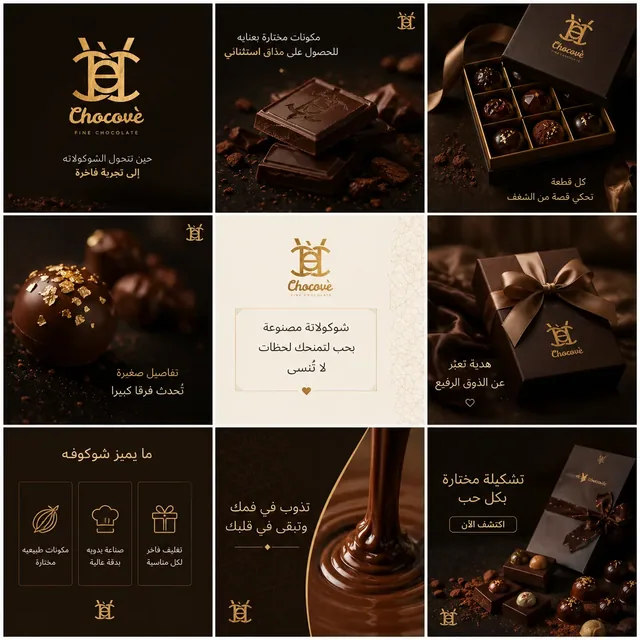 Chocovè
FINE CHOCOLATE
حين تتحول الشوكولاته
إلى تجربة فاخرة
مكونات مختارة بعنايه
للحصول على مذاق استثنائي
Chocovè
كل قطعة
تحكي قصة من الشغف
تفاصيل صغيرة
تُحدث فرقا كبيرا
Chocovè
FINE CHOCOLATE
شوكولاتة مصنوعة
بحب لتمنحك لحظات
لا تُنسى
Chocovè
هدية تعبّر
عن الذوق الرفيع
ما يميز شوكوفه
تغليف فاخر
لكل مناسبة
صناعة يدويه
بدقة عالية
مكونات طبيعيه
مختارة
تذوب في فمك
وتبقى في قلبك
تشكيلة مختارة
بكل حب
اكتشف الآن